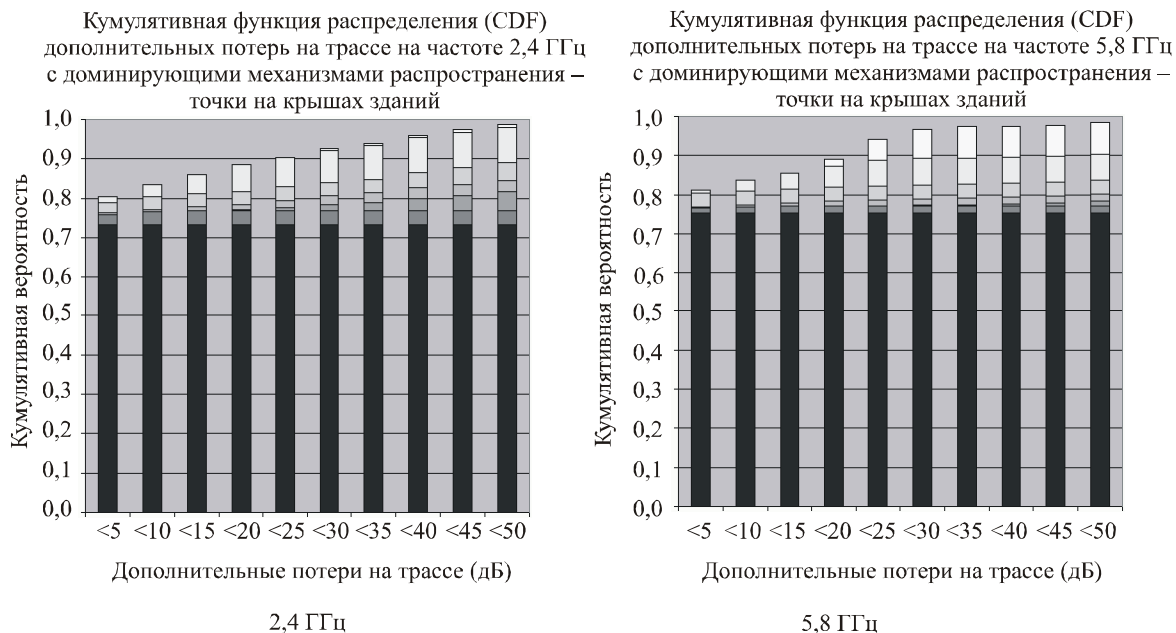 Кумулятивная функция распределения (CDF)
дополнительных потерь на трассе на частоте 2,4 ГГц
с доминирующими механизмами распространения –
точки на крышах зданий
Кумулятивная вероятность
1,0
0,9
0,8
0,7
0,6
0,5
0,4
0,3
0,2
0,1
0,0
<5 <10 <15 <20 <25 <30 <35 <40 <45 <50
Дополнительные потери на трассе (дБ)
2,4 ГГц
Кумулятивная функция распределения (CDF)
дополнительных потерь на трассе на частоте 5,8 ГГц
с доминирующими механизмами распространения –
точки на крышах зданий
Кумулятивная вероятность
1,0
0,9
0,8
0,7
0,6
0,5
0,4
0,3
0,2
0,1
0,0
<5 <10 <15 <20 <25 <30 <35 <40 <45 <50
Дополнительные потери на трассе (дБ)
5,8 ГГц